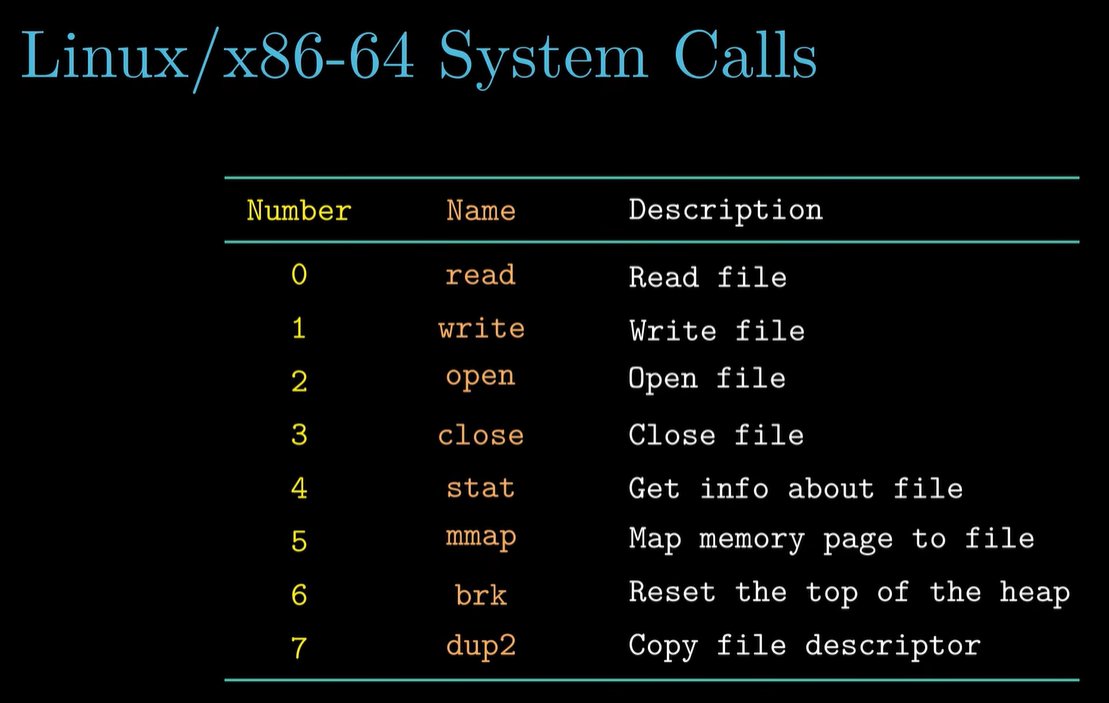 Linux/x86-64 System Calls
Number Name Description
0 read Read file
1 write Write file
2 open Open file
3 close Close file
4 stat Get info about file
5 mmap Map memory page to file
6 brk Reset the top of the heap
7 dup2 Copy file descriptor